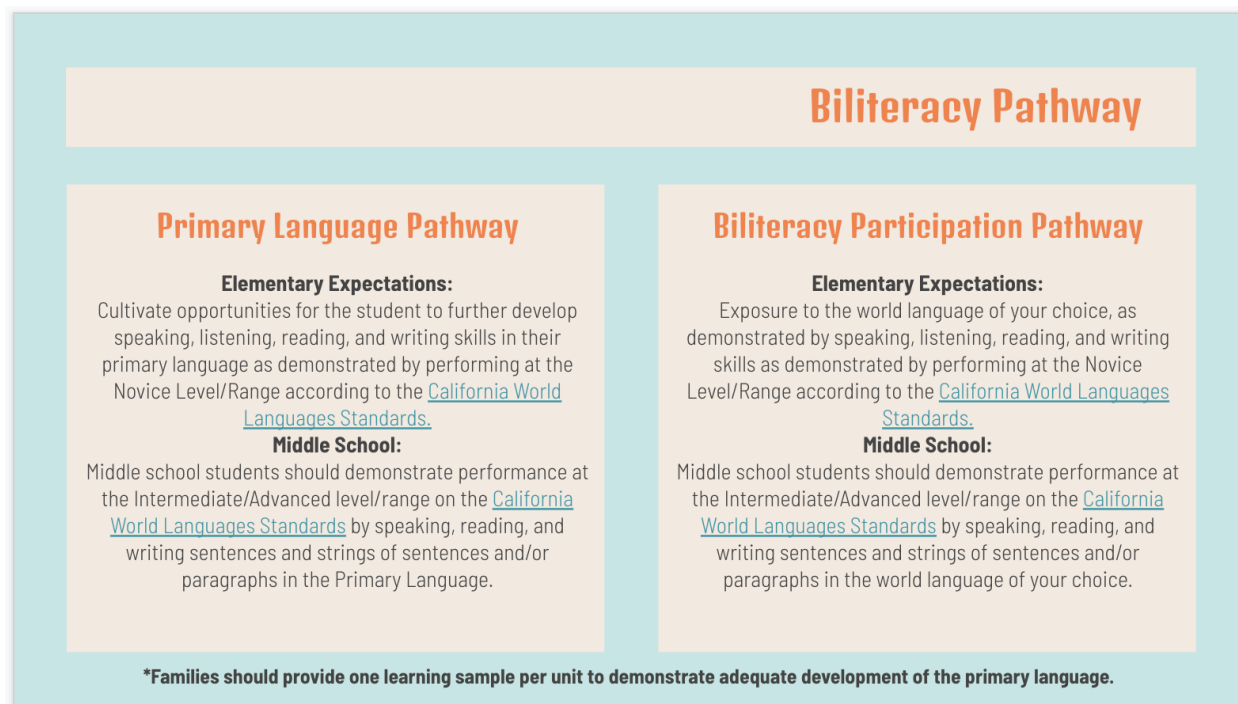 Biliteracy Pathway
Primary Language Pathway
Elementary Expectations:
Cultivate opportunities for the student to further develop
speaking, listening, reading, and writing skills in their
primary language as demonstrated by performing at the
Novice Level/Range according to the California World
Languages Standards.
Middle School:
Middle school students should demonstrate performance at
the Intermediate/Advanced level/range on the California
World Languages Standards by speaking, reading, and
writing sentences and strings of sentences and/or
paragraphs in the Primary Language.
Biliteracy Participation Pathway
Elementary Expectations:
Exposure to the world language of your choice, as
demonstrated by speaking, listening, reading, and writing
skills as demonstrated by performing at the Novice
Level/Range according to the California World Languages
Standards.
Middle School:
Middle school students should demonstrate performance at
the Intermediate/Advanced level/range on the California
World Languages Standards by speaking, reading, and
writing sentences and strings of sentences and/or
paragraphs in the world language of your choice.
*Families should provide one learning sample per unit to demonstrate adequate development of the primary language.